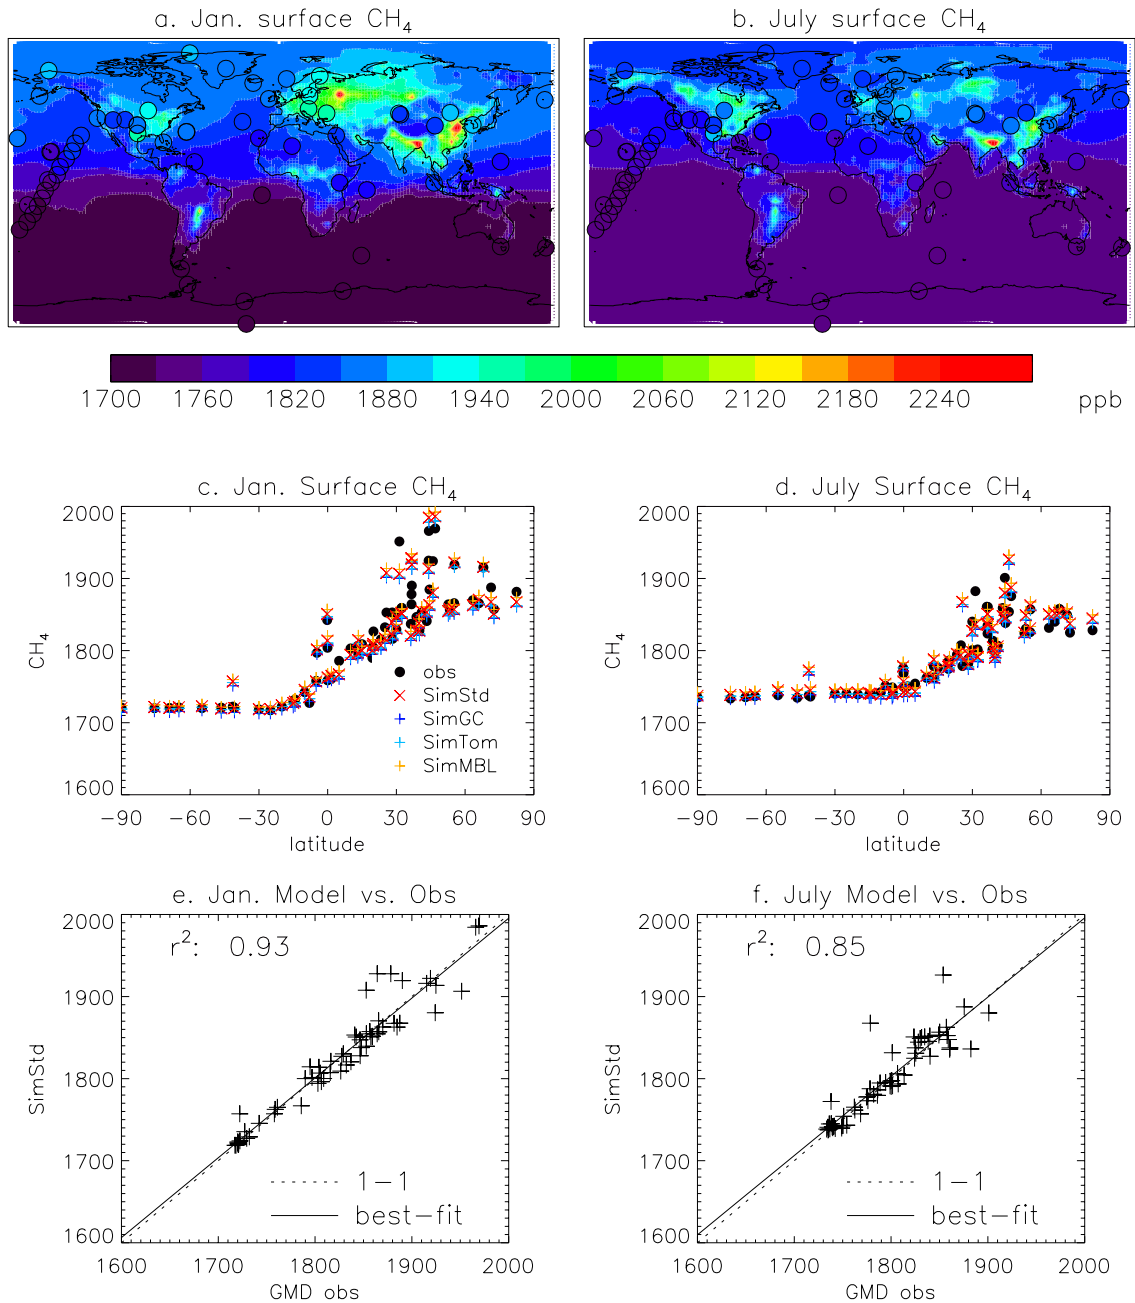 a. Jan. surface CH4
b. July surface CH4
1700 1760 1820 1880 1940 2000 2060 2120 2180 2240 ppb
c. Jan. Surface CH4
d. July Surface CH4
2000
1900
1800
1700
1600
CH4
obs
SimStd
SimGC
SimTom
SimMBL
−90 −60 −30 0 30 60 90
latitude
2000
1900
1800
1700
1600
CH4
−90 −60 −30 0 30 60 90
latitude
e. Jan. Model vs. Obs
f. July Model vs. Obs
2000
1900
1800
1700
1600
SimStd
r2: 0.93
1−1
best−fit
1600 1700 1800 1900 2000
GMD obs
2000
1900
1800
1700
1600
SimStd
r2: 0.85
1−1
best−fit
1600 1700 1800 1900 2000
GMD obs